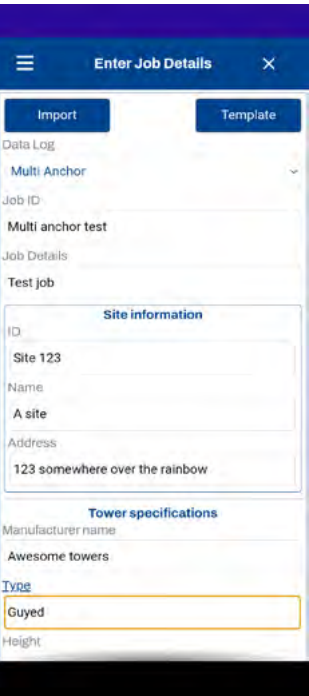 Enter Job Details
Import
Template
Data Log
Multi Anchor
Job ID
Multi anchor test
Job Details
Test job
Site information
ID
Site 123
Name
A site
Address
123 somewhere over the rainbow
Tower specifications
Manufacturer name
Awesome towers
Type
Guyed
Height